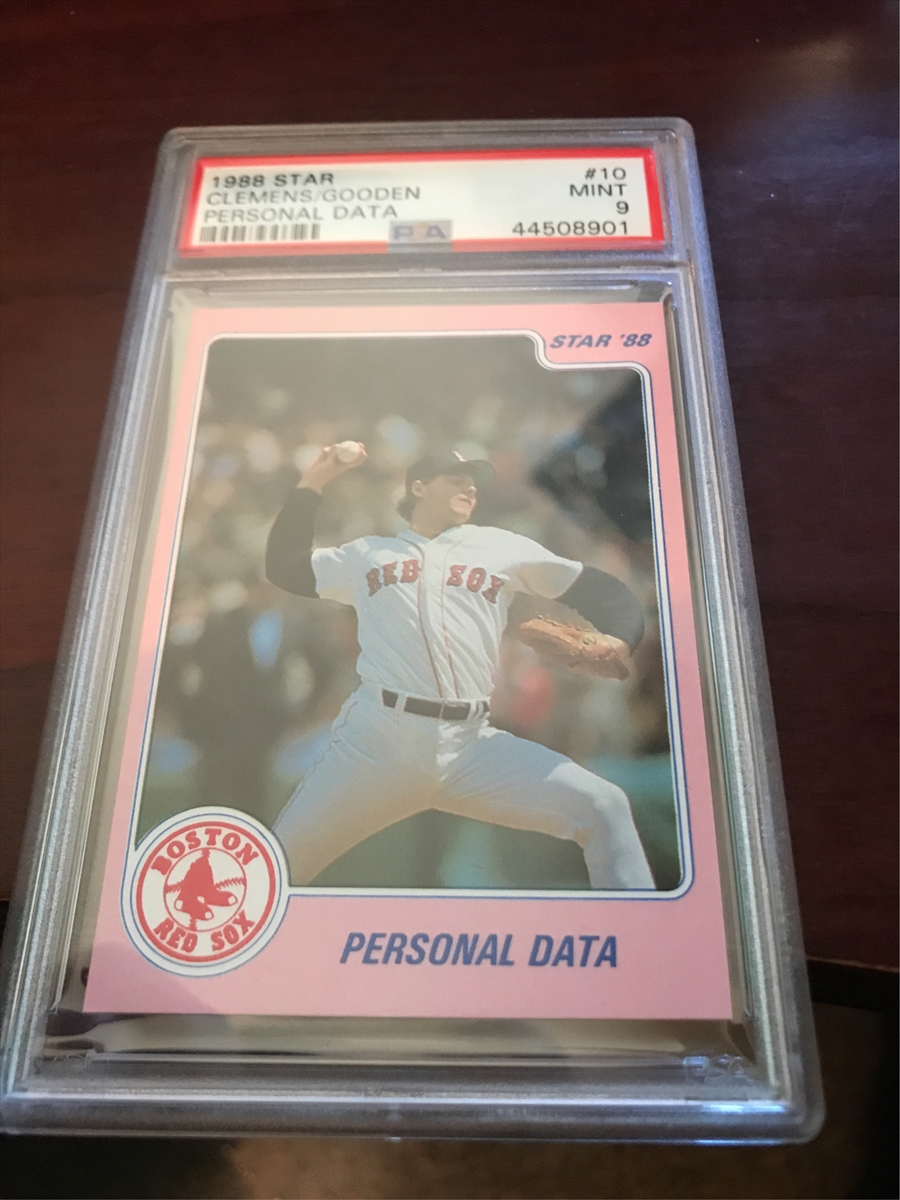 1988 STAR #10
CLEMENS/GOODEN MINT
PERSONAL DATA 9
PSA 44508901
STAR '88
RED SOX
BOSTON
RED SOX
PERSONAL DATA